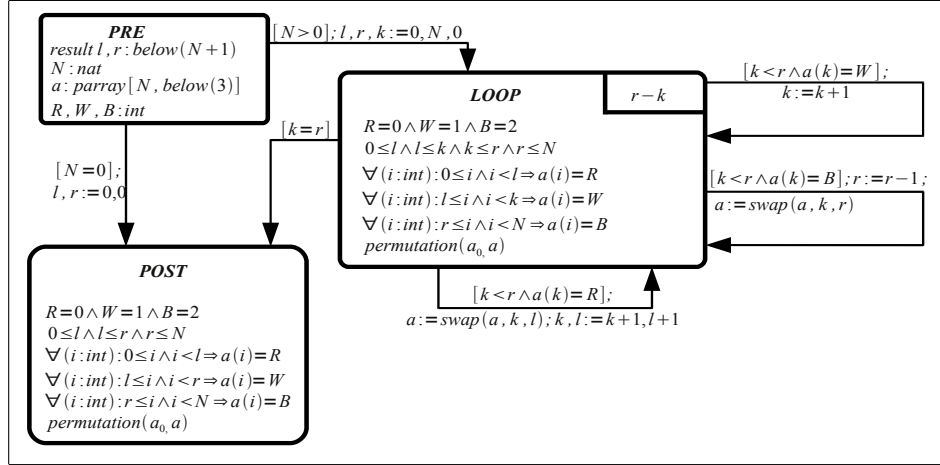 PRE
result l, r : below(N+1)
N : nat
a : parray[N, below(3)]
R, W, B : int
[N>0]; l, r, k := 0, N, 0
LOOP
r−k
R=0∧W=1∧B=2
0≤l∧l≤k∧k≤r∧r≤N
∀(i:int):0≤i∧i<l⇒a(i)=R
∀(i:int):l≤i∧i<k⇒a(i)=W
∀(i:int):r≤i∧i<N⇒a(i)=B
permutation(a₀, a)
[k<r∧a(k)=W];
k:=k+1
[k<r∧a(k)=B]; r:=r−1;
a:=swap(a, k, r)
[k=r]
[N=0];
l, r:=0,0
[k<r∧a(k)=R];
a:=swap(a, k, l); k, l:=k+1, l+1
POST
R=0∧W=1∧B=2
0≤l∧l≤r∧r≤N
∀(i:int):0≤i∧i<l⇒a(i)=R
∀(i:int):l≤i∧i<r⇒a(i)=W
∀(i:int):r≤i∧i<N⇒a(i)=B
permutation(a₀, a)